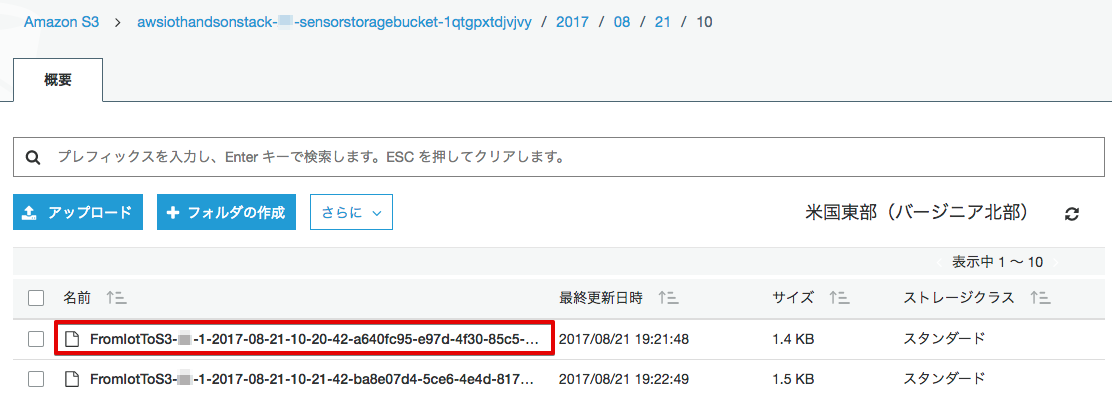 Amazon S3 > awsiothandsonstack- -sensorstoragebucket-1qtgpxtdjvjvy / 2017 / 08 / 21 / 10
概要
プレフィックスを入力し、Enter キーで検索します。ESC を押してクリアします。
アップロード + フォルダの作成 さらに 米国東部（バージニア北部）
表示中 1 ～ 10
名前 最終更新日時 サイズ ストレージクラス
FromIotToS3- -1-2017-08-21-10-20-42-a640fc95-e97d-4f30-85c5-... 2017/08/21 19:21:48 1.4 KB スタンダード
FromIotToS3- -1-2017-08-21-10-21-42-ba8e07d4-5ce6-4e4d-817... 2017/08/21 19:22:49 1.5 KB スタンダード